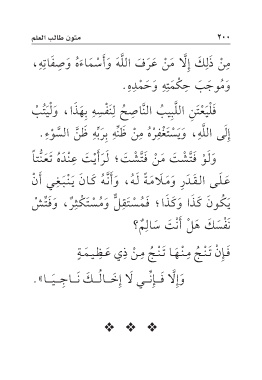 ٢٠٠ متون طالب العلم
مِنْ ذَلِكَ إِلَّا مَنْ عَرَفَ اللَّهَ وَأَسْمَاءَهُ وَصِفَاتِهِ،
وَمُوجَبَ حِكْمَتِهِ وَحَمْدِهِ.
فَلْيَعْتَنِ اللَّبِيبُ النَّاصِحُ لِنَفْسِهِ بِهَذَا، وَلْيَتُبْ
إِلَى اللَّهِ، وَيَسْتَغْفِرْهُ مِنْ ظَنِّهِ بِرَبِّهِ ظَنَّ السَّوْءِ.
وَلَوْ فَتَّشْتَ مَنْ فَتَّشْتَ؛ لَرَأَيْتَ عِنْدَهُ تَعَنُّتاً
عَلَى القَدَرِ وَمَلَامَةً لَهُ، وَأَنَّهُ كَانَ يَنْبَغِي أَنْ
يَكُونَ كَذَا وَكَذَا؛ فَمُسْتَقِلٌّ وَمُسْتَكْثِرٌ، وَفَتِّشْ
نَفْسَكَ هَلْ أَنْتَ سَالِمٌ؟
فَإِنْ تَنْجُ مِنْهَا تَنْجُ مِنْ ذِي عَظِيمَةٍ
وَإِلَّا فَإِنِّي لَا إِخَالُكَ نَاجِيَا».